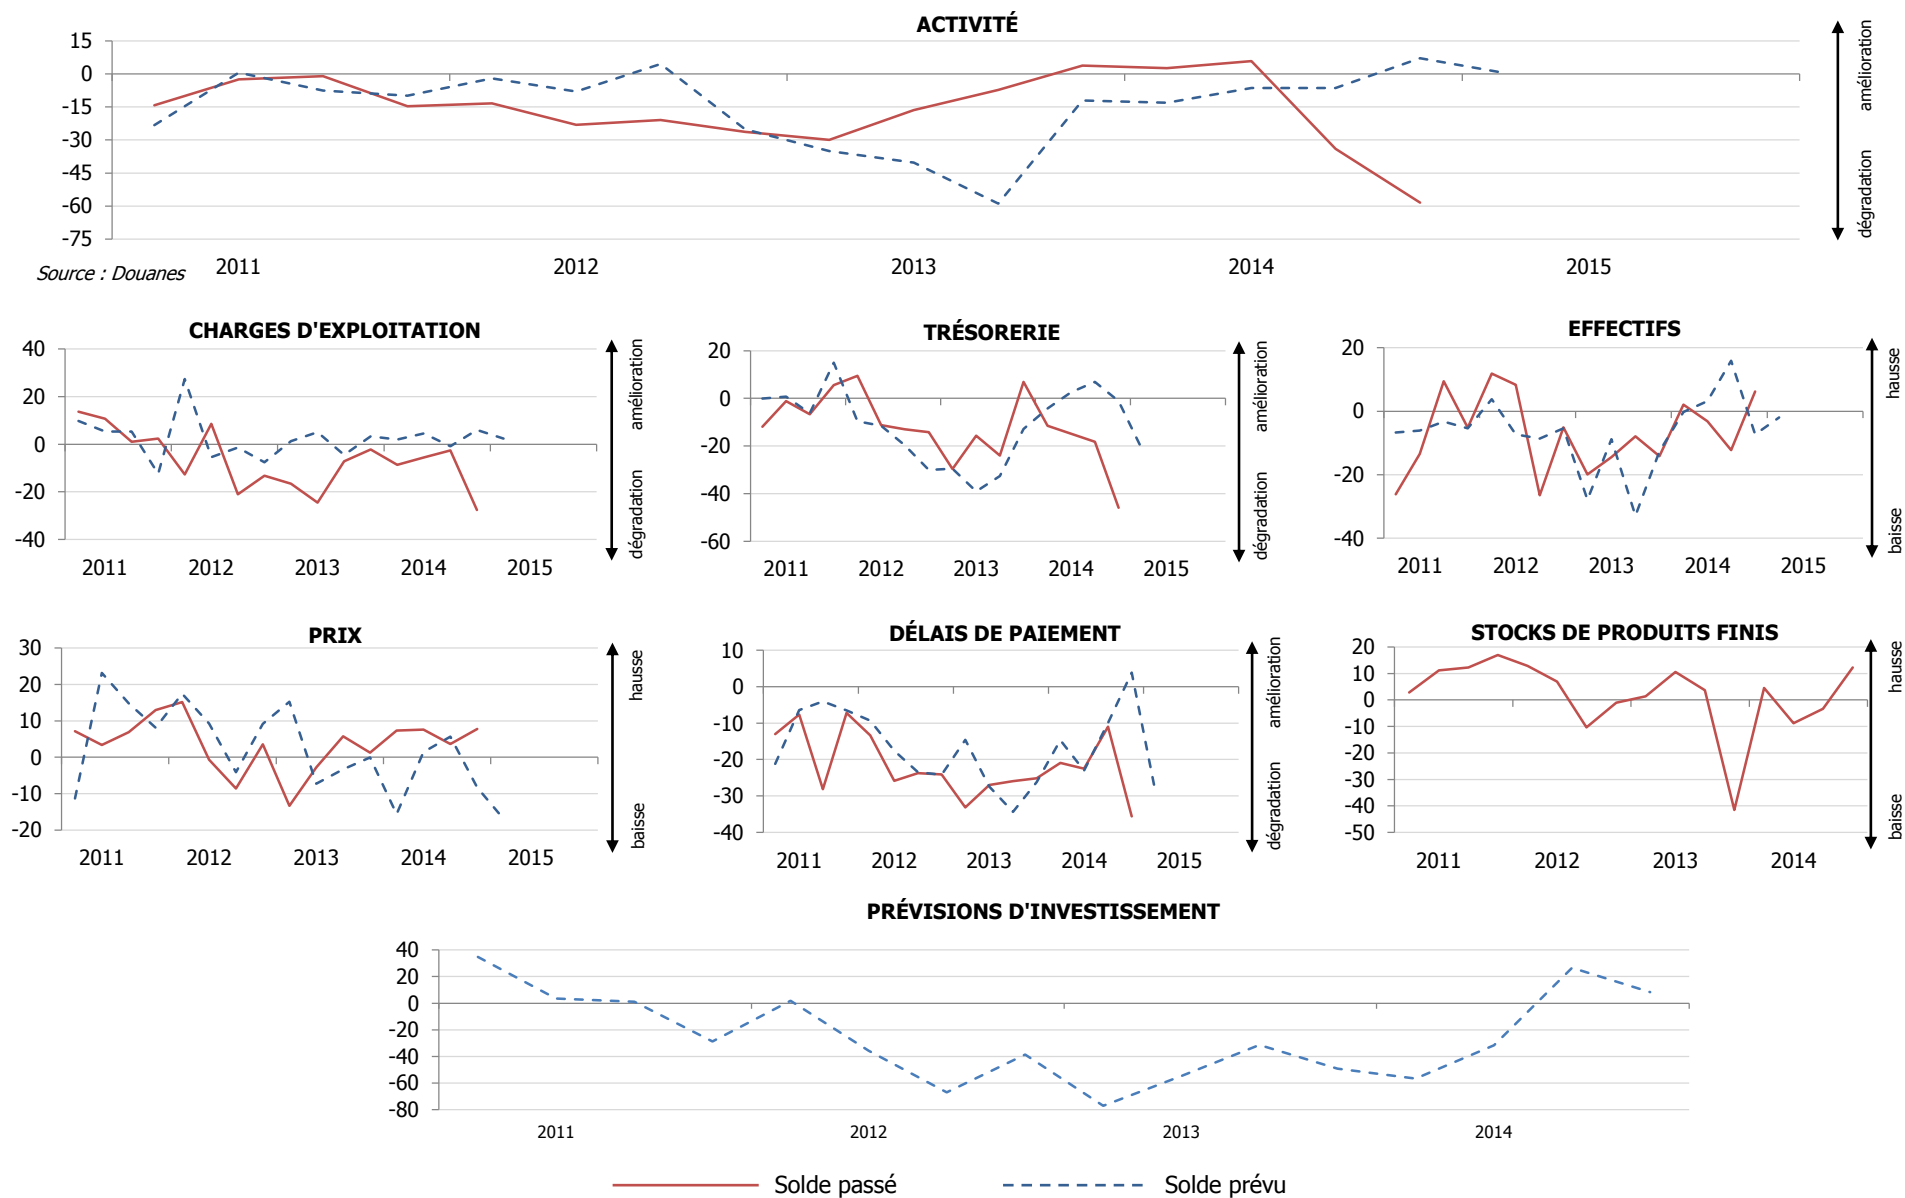 ACTIVITÉ
15
0
-15
-30
-45
-60
-75
amélioration
dégradation
2011 2012 2013 2014 2015
Source : Douanes
CHARGES D'EXPLOITATION
40
20
0
-20
-40
amélioration
dégradation
2011 2012 2013 2014 2015
TRÉSORERIE
20
0
-20
-40
-60
amélioration
dégradation
2011 2012 2013 2014 2015
EFFECTIFS
20
0
-20
-40
hausse
baisse
2011 2012 2013 2014 2015
PRIX
30
20
10
0
-10
-20
hausse
baisse
2011 2012 2013 2014 2015
DÉLAIS DE PAIEMENT
10
0
-10
-20
-30
-40
amélioration
dégradation
2011 2012 2013 2014 2015
STOCKS DE PRODUITS FINIS
20
10
0
-10
-20
-30
-40
-50
hausse
baisse
2011 2012 2013 2014
PRÉVISIONS D'INVESTISSEMENT
40
20
0
-20
-40
-60
-80
2011 2012 2013 2014
Solde passé Solde prévu